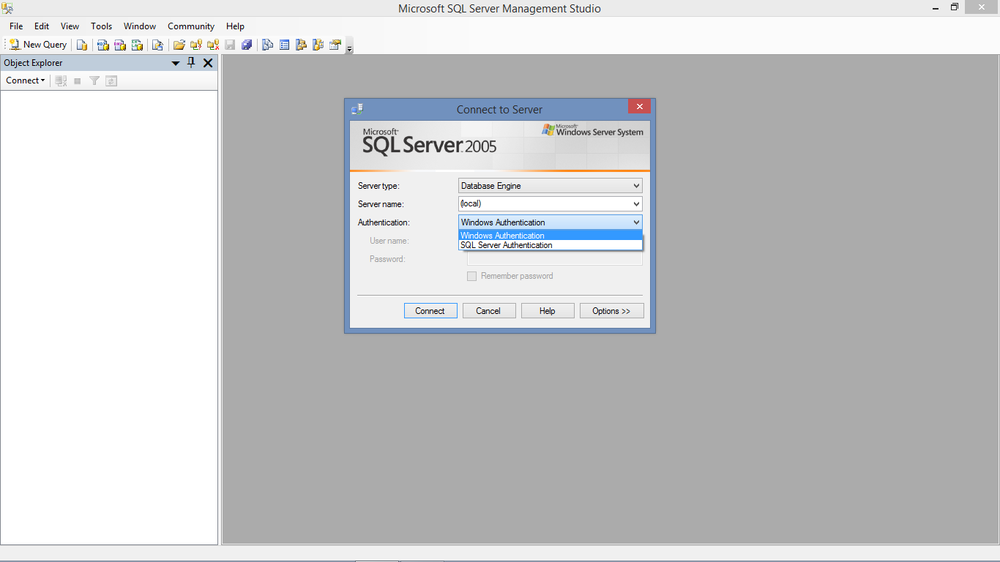 Microsoft SQL Server Management Studio
File Edit View Tools Window Community Help
New Query
Object Explorer
Connect
Connect to Server
Microsoft
SQL Server 2005
Microsoft
Windows Server System
Server type: Database Engine
Server name: (local)
Authentication: Windows Authentication
Windows Authentication
SQL Server Authentication
User name:
Password:
Remember password
Connect Cancel Help Options >>